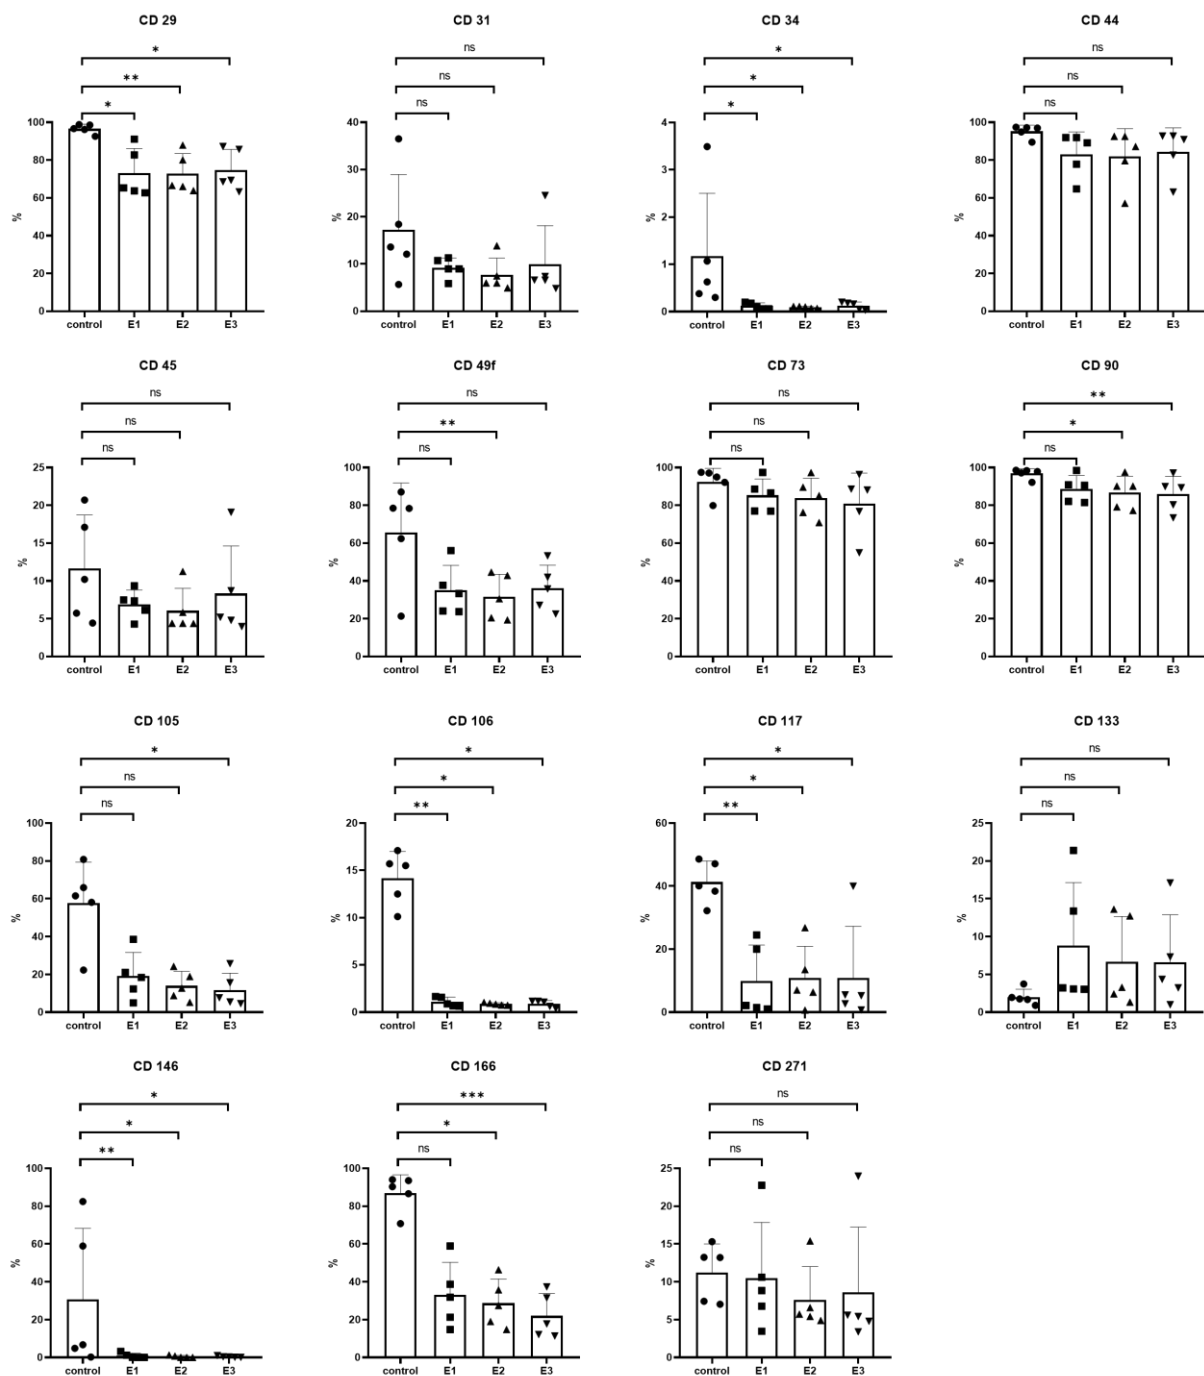 CD 29
CD 31
CD 34
CD 44
*
**
*
ns
ns
ns
*
*
*
ns
ns
ns
100
80
60
40
20
0
%
control E1 E2 E3
40
30
20
10
0
%
control E1 E2 E3
4
3
2
1
0
%
control E1 E2 E3
100
80
60
40
20
0
%
control E1 E2 E3
CD 45
CD 49f
CD 73
CD 90
ns
ns
ns
ns
**
ns
ns
ns
ns
**
*
ns
25
20
15
10
5
0
%
control E1 E2 E3
100
80
60
40
20
0
%
control E1 E2 E3
100
80
60
40
20
0
%
control E1 E2 E3
100
80
60
40
20
0
%
control E1 E2 E3
CD 105
CD 106
CD 117
CD 133
*
ns
ns
*
*
**
*
*
**
ns
ns
ns
100
80
60
40
20
0
%
control E1 E2 E3
20
15
10
5
0
%
control E1 E2 E3
60
40
20
0
%
control E1 E2 E3
25
20
15
10
5
0
%
control E1 E2 E3
CD 146
CD 166
CD 271
*
*
**
***
*
ns
ns
ns
ns
100
80
60
40
20
0
%
control E1 E2 E3
100
80
60
40
20
0
%
control E1 E2 E3
25
20
15
10
5
0
%
control E1 E2 E3